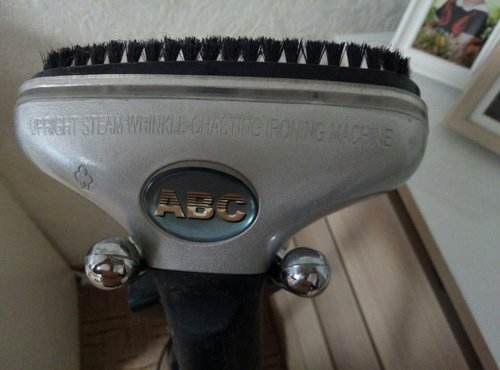 UPRIGHT STEAM WRINKLE-CHASTING IRONING MACHINE
ABC